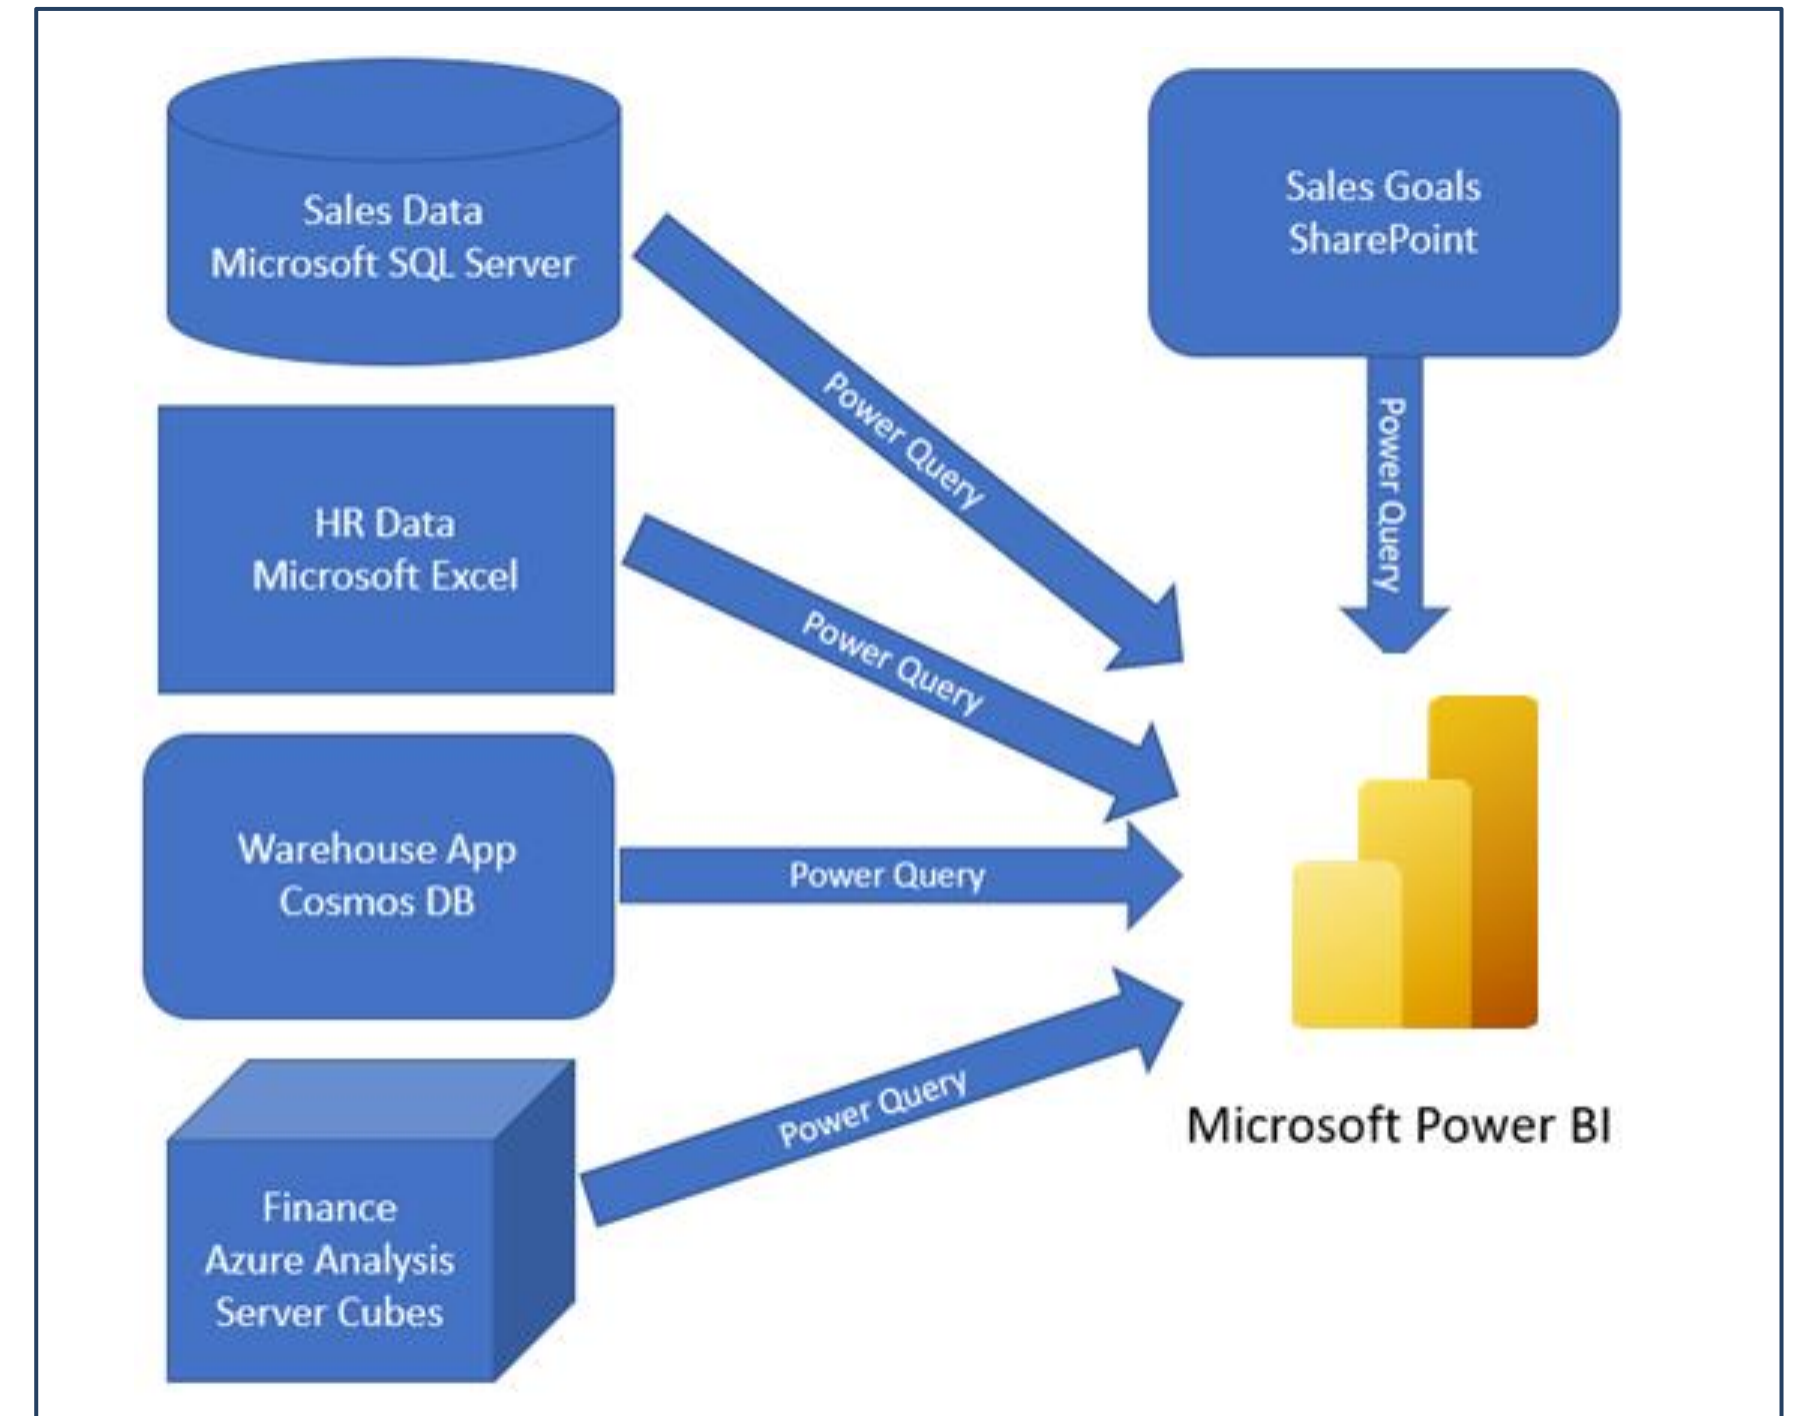 Sales Data
Microsoft SQL Server
Sales Goals
SharePoint
Power Query
Power Query
HR Data
Microsoft Excel
Power Query
Warehouse App
Cosmos DB
Power Query
Finance
Azure Analysis
Server Cubes
Power Query
Microsoft Power BI